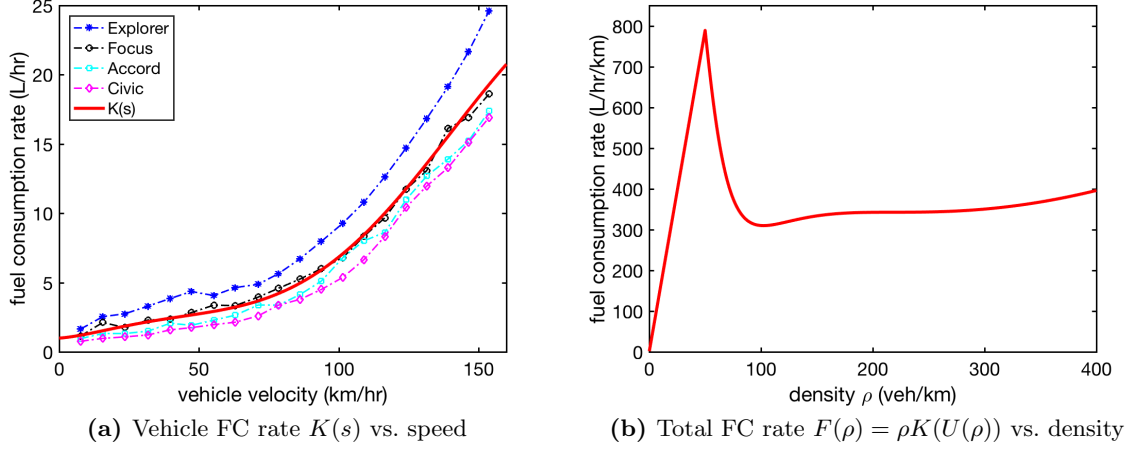 25
20
15
10
5
0
0
50
100
150
fuel consumption rate (L/hr)
vehicle velocity (km/hr)
Explorer
Focus
Accord
Civic
K(s)
(a) Vehicle FC rate K(s) vs. speed
800
700
600
500
400
300
200
100
0
0
100
200
300
400
fuel consumption rate (L/hr/km)
density ρ (veh/km)
(b) Total FC rate F(ρ) = ρK(U(ρ)) vs. density